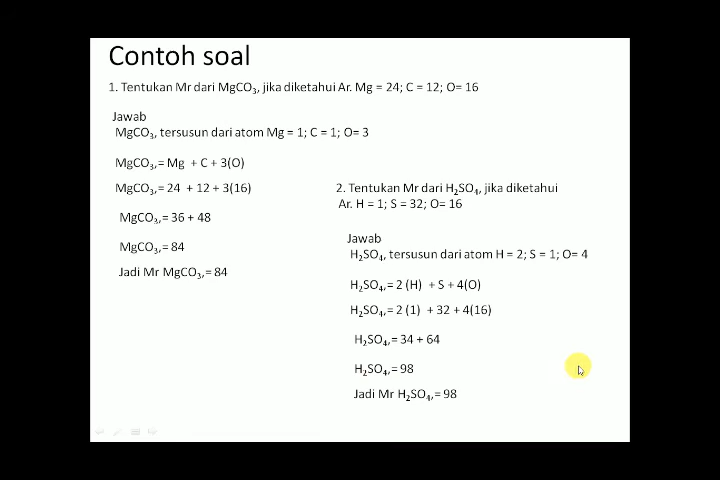 Contoh soal
1. Tentukan Mr dari MgCO₃, jika diketahui Ar. Mg = 24; C = 12; O= 16
Jawab
MgCO₃, tersusun dari atom Mg = 1; C = 1; O= 3
MgCO₃,= Mg + C + 3(O)
MgCO₃,= 24 + 12 + 3(16)
MgCO₃,= 36 + 48
MgCO₃,= 84
Jadi Mr MgCO₃,= 84
2. Tentukan Mr dari H₂SO₄, jika diketahui
Ar. H = 1; S = 32; O= 16
Jawab
H₂SO₄, tersusun dari atom H = 2; S = 1; O= 4
H₂SO₄,= 2 (H) + S + 4(O)
H₂SO₄,= 2 (1) + 32 + 4(16)
H₂SO₄,= 34 + 64
H₂SO₄,= 98
Jadi Mr H₂SO₄,= 98